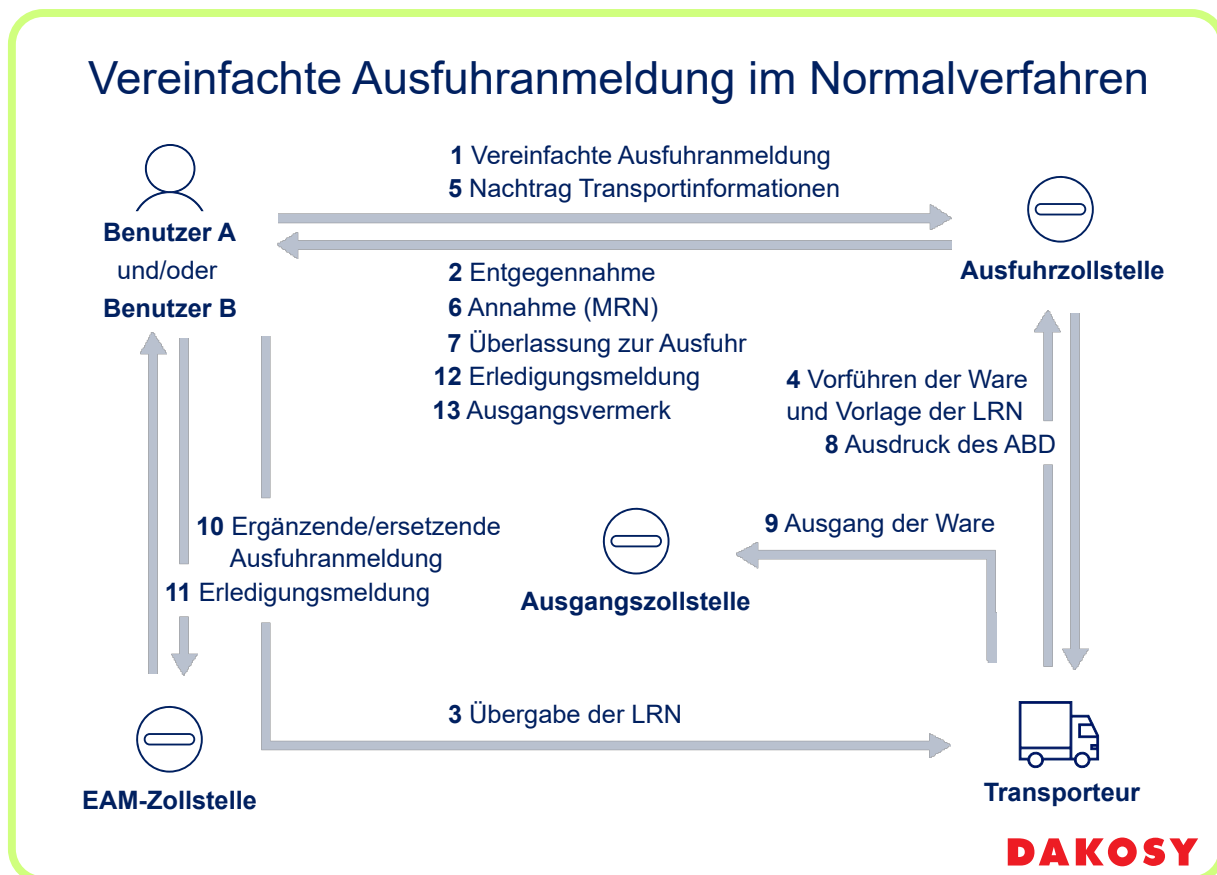 Vereinfachte Ausfuhranmeldung im Normalverfahren
1 Vereinfachte Ausfuhranmeldung
5 Nachtrag Transportinformationen
Benutzer A
und/oder
Benutzer B
Ausfuhrzollstelle
2 Entgegennahme
6 Annahme (MRN)
7 Überlassung zur Ausfuhr
12 Erledigungsmeldung
13 Ausgangsvermerk
4 Vorführen der Ware
und Vorlage der LRN
8 Ausdruck des ABD
10 Ergänzende/ersetzende
Ausfuhranmeldung
11 Erledigungsmeldung
9 Ausgang der Ware
Ausgangszollstelle
3 Übergabe der LRN
EAM-Zollstelle
Transporteur
DAKOSY